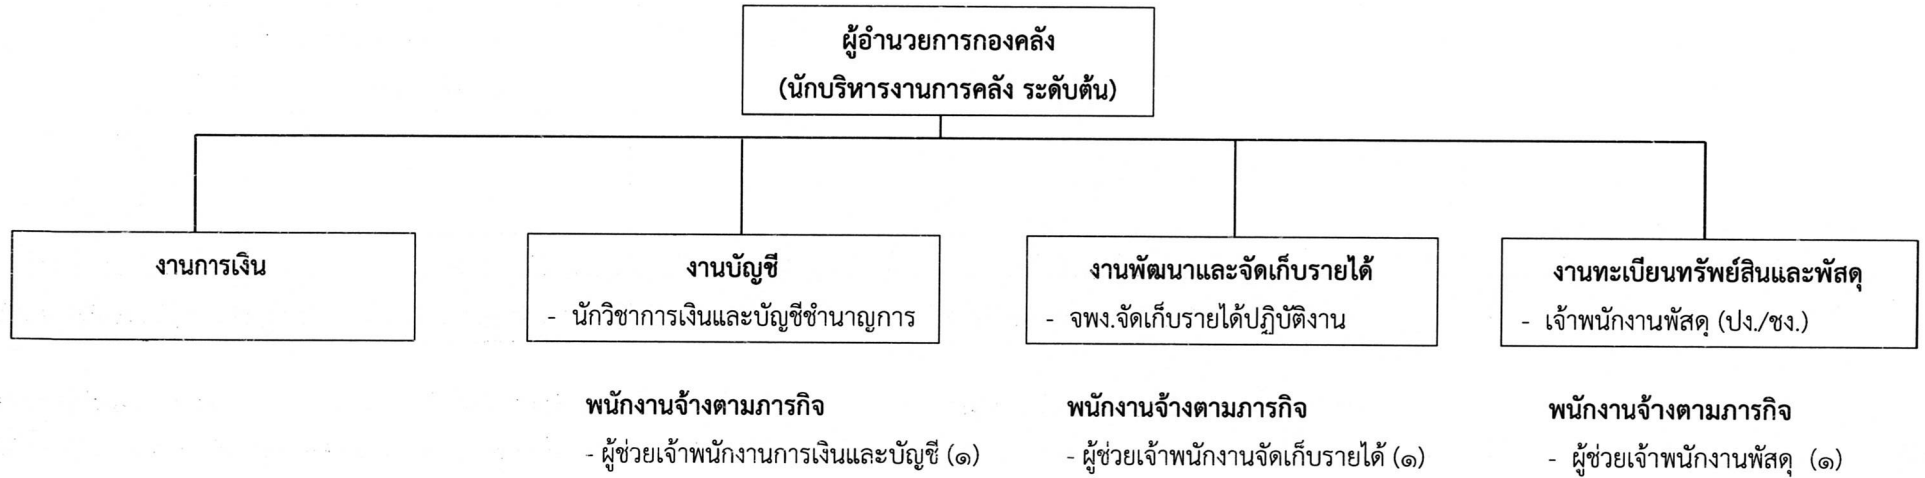 ผู้อำนวยการกองคลัง
(นักบริหารงานการคลัง ระดับต้น)
งานการเงิน
งานบัญชี
- นักวิชาการเงินและบัญชีชำนาญการ
งานพัฒนาและจัดเก็บรายได้
- จพง.จัดเก็บรายได้ปฏิบัติงาน
งานทะเบียนทรัพย์สินและพัสดุ
- เจ้าพนักงานพัสดุ (ปง./ชง.)
พนักงานจ้างตามภารกิจ
- ผู้ช่วยเจ้าพนักงานการเงินและบัญชี (๑)
พนักงานจ้างตามภารกิจ
- ผู้ช่วยเจ้าพนักงานจัดเก็บรายได้ (๑)
พนักงานจ้างตามภารกิจ
- ผู้ช่วยเจ้าพนักงานพัสดุ (๑)